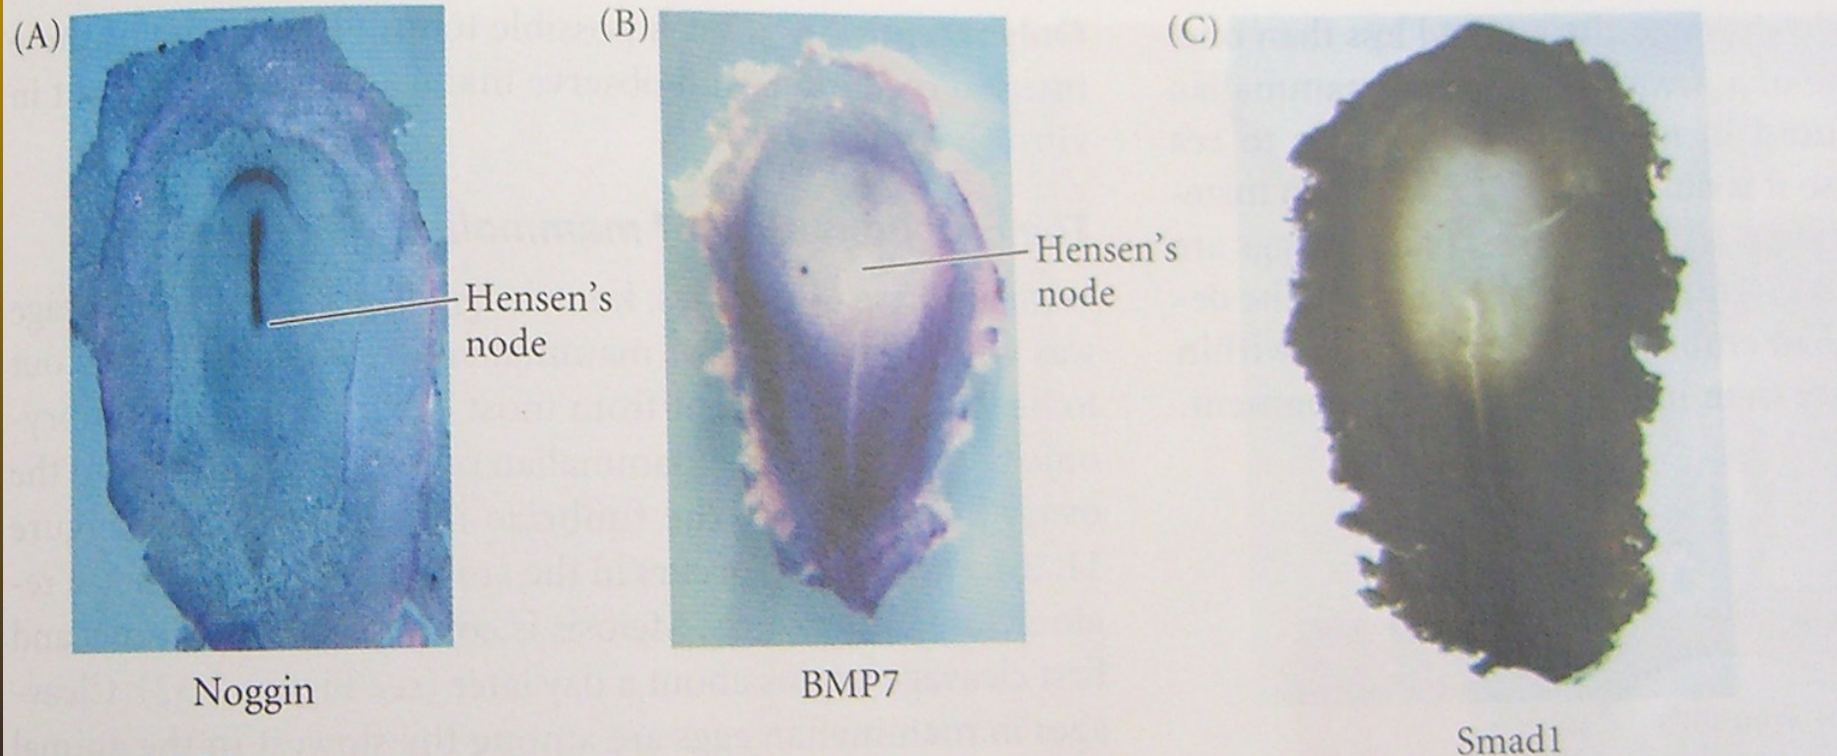 (A)
Hensen's
node
Noggin
(B)
Hensen's
node
BMP7
(C)
Smad1